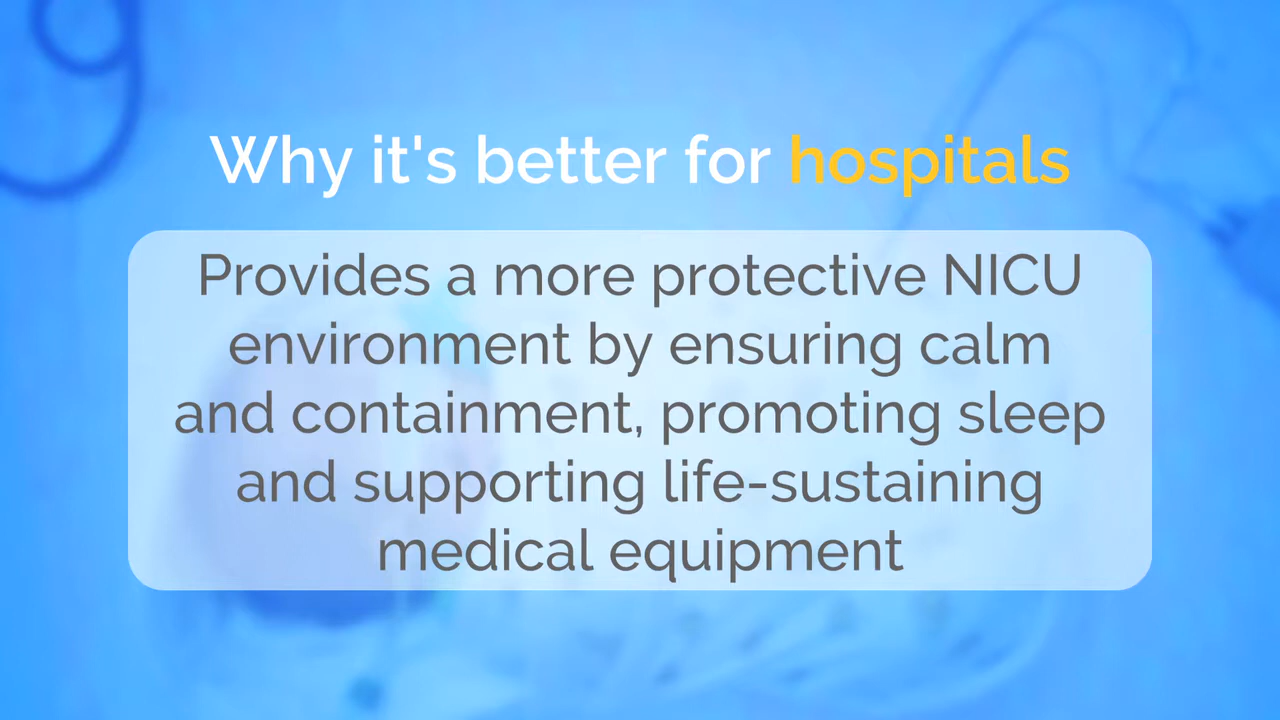 Why it's better for hospitals
Provides a more protective NICU
environment by ensuring calm
and containment, promoting sleep
and supporting life-sustaining
medical equipment